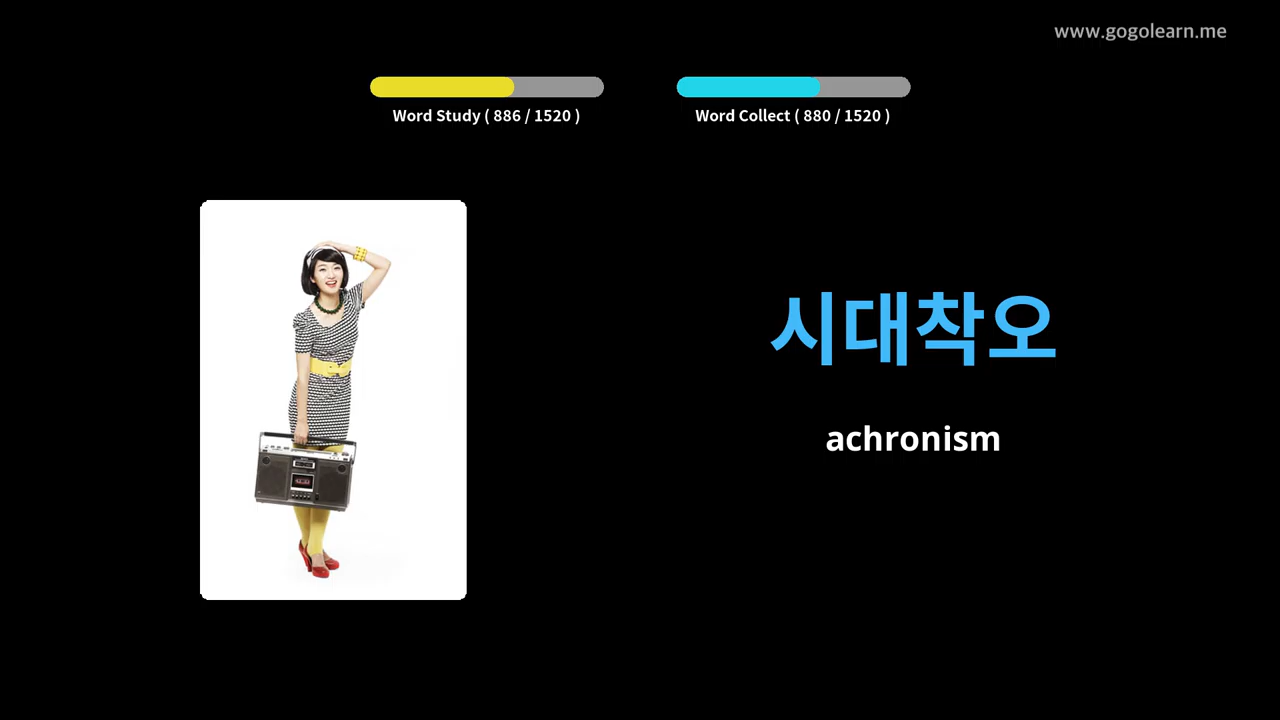 www.gogolearn.me
Word Study ( 886 / 1520 )
Word Collect ( 880 / 1520 )
시대착오
achronism